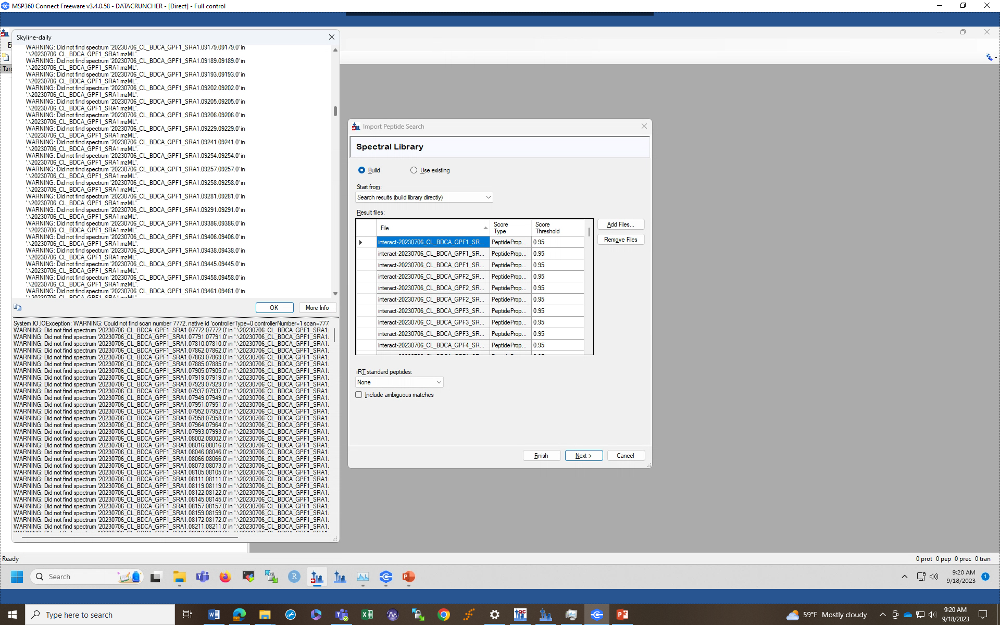 MSP360 Connect Freeware v3.4.0.58 - DATACRUNCHER - [Direct] - Full control
Skyline-daily
WARNING: Did not find spectrum '20230706_CL_BDCA_GPF1_SRA1.09179.09179.0' in
'.\20230706_CL_BDCA_GPF1_SRA1.mzML'.
WARNING: Did not find spectrum '20230706_CL_BDCA_GPF1_SRA1.09189.09189.0' in
'.\20230706_CL_BDCA_GPF1_SRA1.mzML'.
WARNING: Did not find spectrum '20230706_CL_BDCA_GPF1_SRA1.09193.09193.0' in
'.\20230706_CL_BDCA_GPF1_SRA1.mzML'.
WARNING: Did not find spectrum '20230706_CL_BDCA_GPF1_SRA1.09202.09202.0' in
'.\20230706_CL_BDCA_GPF1_SRA1.mzML'.
WARNING: Did not find spectrum '20230706_CL_BDCA_GPF1_SRA1.09205.09205.0' in
'.\20230706_CL_BDCA_GPF1_SRA1.mzML'.
WARNING: Did not find spectrum '20230706_CL_BDCA_GPF1_SRA1.09206.09206.0' in
'.\20230706_CL_BDCA_GPF1_SRA1.mzML'.
WARNING: Did not find spectrum '20230706_CL_BDCA_GPF1_SRA1.09229.09229.0' in
'.\20230706_CL_BDCA_GPF1_SRA1.mzML'.
WARNING: Did not find spectrum '20230706_CL_BDCA_GPF1_SRA1.09241.09241.0' in
'.\20230706_CL_BDCA_GPF1_SRA1.mzML'.
WARNING: Did not find spectrum '20230706_CL_BDCA_GPF1_SRA1.09254.09254.0' in
'.\20230706_CL_BDCA_GPF1_SRA1.mzML'.
WARNING: Did not find spectrum '20230706_CL_BDCA_GPF1_SRA1.09257.09257.0' in
'.\20230706_CL_BDCA_GPF1_SRA1.mzML'.
WARNING: Did not find spectrum '20230706_CL_BDCA_GPF1_SRA1.09258.09258.0' in
'.\20230706_CL_BDCA_GPF1_SRA1.mzML'.
WARNING: Did not find spectrum '20230706_CL_BDCA_GPF1_SRA1.09281.09281.0' in
'.\20230706_CL_BDCA_GPF1_SRA1.mzML'.
WARNING: Did not find spectrum '20230706_CL_BDCA_GPF1_SRA1.09291.09291.0' in
'.\20230706_CL_BDCA_GPF1_SRA1.mzML'.
WARNING: Did not find spectrum '20230706_CL_BDCA_GPF1_SRA1.09386.09386.0' in
'.\20230706_CL_BDCA_GPF1_SRA1.mzML'.
WARNING: Did not find spectrum '20230706_CL_BDCA_GPF1_SRA1.09406.09406.0' in
'.\20230706_CL_BDCA_GPF1_SRA1.mzML'.
WARNING: Did not find spectrum '20230706_CL_BDCA_GPF1_SRA1.09438.09438.0' in
'.\20230706_CL_BDCA_GPF1_SRA1.mzML'.
WARNING: Did not find spectrum '20230706_CL_BDCA_GPF1_SRA1.09445.09445.0' in
'.\20230706_CL_BDCA_GPF1_SRA1.mzML'.
WARNING: Did not find spectrum '20230706_CL_BDCA_GPF1_SRA1.09458.09458.0' in
'.\20230706_CL_BDCA_GPF1_SRA1.mzML'.
WARNING: Did not find spectrum '20230706_CL_BDCA_GPF1_SRA1.09461.09461.0' in
'.\20230706_CL_BDCA_GPF1_SRA1.mzML'.
OK
More Info
System.IO.IOException: WARNING: Could not find scan number 7772, native id 'controllerType=0 controllerNumber=1 scan=777
WARNING: Did not find spectrum '20230706_CL_BDCA_GPF1_SRA1.07772.07772.0' in '.\20230706_CL_BDCA_GPF1_SRA1.
WARNING: Did not find spectrum '20230706_CL_BDCA_GPF1_SRA1.07791.07791.0' in '.\20230706_CL_BDCA_GPF1_SRA1.
WARNING: Did not find spectrum '20230706_CL_BDCA_GPF1_SRA1.07810.07810.0' in '.\20230706_CL_BDCA_GPF1_SRA1.
WARNING: Did not find spectrum '20230706_CL_BDCA_GPF1_SRA1.07862.07862.0' in '.\20230706_CL_BDCA_GPF1_SRA1.
WARNING: Did not find spectrum '20230706_CL_BDCA_GPF1_SRA1.07869.07869.0' in '.\20230706_CL_BDCA_GPF1_SRA1.
WARNING: Did not find spectrum '20230706_CL_BDCA_GPF1_SRA1.07885.07885.0' in '.\20230706_CL_BDCA_GPF1_SRA1.
WARNING: Did not find spectrum '20230706_CL_BDCA_GPF1_SRA1.07905.07905.0' in '.\20230706_CL_BDCA_GPF1_SRA1.
WARNING: Did not find spectrum '20230706_CL_BDCA_GPF1_SRA1.07919.07919.0' in '.\20230706_CL_BDCA_GPF1_SRA1.
WARNING: Did not find spectrum '20230706_CL_BDCA_GPF1_SRA1.07929.07929.0' in '.\20230706_CL_BDCA_GPF1_SRA1.
WARNING: Did not find spectrum '20230706_CL_BDCA_GPF1_SRA1.07937.07937.0' in '.\20230706_CL_BDCA_GPF1_SRA1.
WARNING: Did not find spectrum '20230706_CL_BDCA_GPF1_SRA1.07949.07949.0' in '.\20230706_CL_BDCA_GPF1_SRA1.
WARNING: Did not find spectrum '20230706_CL_BDCA_GPF1_SRA1.07951.07951.0' in '.\20230706_CL_BDCA_GPF1_SRA1.
WARNING: Did not find spectrum '20230706_CL_BDCA_GPF1_SRA1.07952.07952.0' in '.\20230706_CL_BDCA_GPF1_SRA1.
WARNING: Did not find spectrum '20230706_CL_BDCA_GPF1_SRA1.07958.07958.0' in '.\20230706_CL_BDCA_GPF1_SRA1.
WARNING: Did not find spectrum '20230706_CL_BDCA_GPF1_SRA1.07964.07964.0' in '.\20230706_CL_BDCA_GPF1_SRA1.
WARNING: Did not find spectrum '20230706_CL_BDCA_GPF1_SRA1.07993.07993.0' in '.\20230706_CL_BDCA_GPF1_SRA1.
WARNING: Did not find spectrum '20230706_CL_BDCA_GPF1_SRA1.08002.08002.0' in '.\20230706_CL_BDCA_GPF1_SRA1.
WARNING: Did not find spectrum '20230706_CL_BDCA_GPF1_SRA1.08016.08016.0' in '.\20230706_CL_BDCA_GPF1_SRA1.
WARNING: Did not find spectrum '20230706_CL_BDCA_GPF1_SRA1.08046.08046.0' in '.\20230706_CL_BDCA_GPF1_SRA1.
WARNING: Did not find spectrum '20230706_CL_BDCA_GPF1_SRA1.08066.08066.0' in '.\20230706_CL_BDCA_GPF1_SRA1.
WARNING: Did not find spectrum '20230706_CL_BDCA_GPF1_SRA1.08073.08073.0' in '.\20230706_CL_BDCA_GPF1_SRA1.
WARNING: Did not find spectrum '20230706_CL_BDCA_GPF1_SRA1.08105.08105.0' in '.\20230706_CL_BDCA_GPF1_SRA1.
WARNING: Did not find spectrum '20230706_CL_BDCA_GPF1_SRA1.08111.08111.0' in '.\20230706_CL_BDCA_GPF1_SRA1.
WARNING: Did not find spectrum '20230706_CL_BDCA_GPF1_SRA1.08119.08119.0' in '.\20230706_CL_BDCA_GPF1_SRA1.
WARNING: Did not find spectrum '20230706_CL_BDCA_GPF1_SRA1.08122.08122.0' in '.\20230706_CL_BDCA_GPF1_SRA1.
WARNING: Did not find spectrum '20230706_CL_BDCA_GPF1_SRA1.08145.08145.0' in '.\20230706_CL_BDCA_GPF1_SRA1.
WARNING: Did not find spectrum '20230706_CL_BDCA_GPF1_SRA1.08157.08157.0' in '.\20230706_CL_BDCA_GPF1_SRA1.
WARNING: Did not find spectrum '20230706_CL_BDCA_GPF1_SRA1.08159.08159.0' in '.\20230706_CL_BDCA_GPF1_SRA1.
WARNING: Did not find spectrum '20230706_CL_BDCA_GPF1_SRA1.08172.08172.0' in '.\20230706_CL_BDCA_GPF1_SRA1.
WARNING: Did not find spectrum '20230706_CL_BDCA_GPF1_SRA1.08211.08211.0' in '.\20230706_CL_BDCA_GPF1_SRA1.
Import Peptide Search
Spectral Library
Build
Use existing
Start from:
Search results (build library directly)
Result files:
File Score Type Score Threshold
interact-20230706_CL_BDCA_GPF1_SR... PeptideProp... 0.95
interact-20230706_CL_BDCA_GPF1_SR... PeptideProp... 0.95
interact-20230706_CL_BDCA_GPF1_SR... PeptideProp... 0.95
interact-20230706_CL_BDCA_GPF2_SR... PeptideProp... 0.95
interact-20230706_CL_BDCA_GPF2_SR... PeptideProp... 0.95
interact-20230706_CL_BDCA_GPF2_SR... PeptideProp... 0.95
interact-20230706_CL_BDCA_GPF3_SR... PeptideProp... 0.95
interact-20230706_CL_BDCA_GPF3_SR... PeptideProp... 0.95
interact-20230706_CL_BDCA_GPF3_SR... PeptideProp... 0.95
interact-20230706_CL_BDCA_GPF4_SR... PeptideProp... 0.95
Add Files...
Remove Files
iRT standard peptides:
None
Include ambiguous matches
Finish
Next >
Cancel
Ready
0 prot 0 pep 0 prec 0 tran
Search
9:20 AM
9/18/2023
1
Type here to search
59°F Mostly cloudy
9:20 AM
9/18/2023